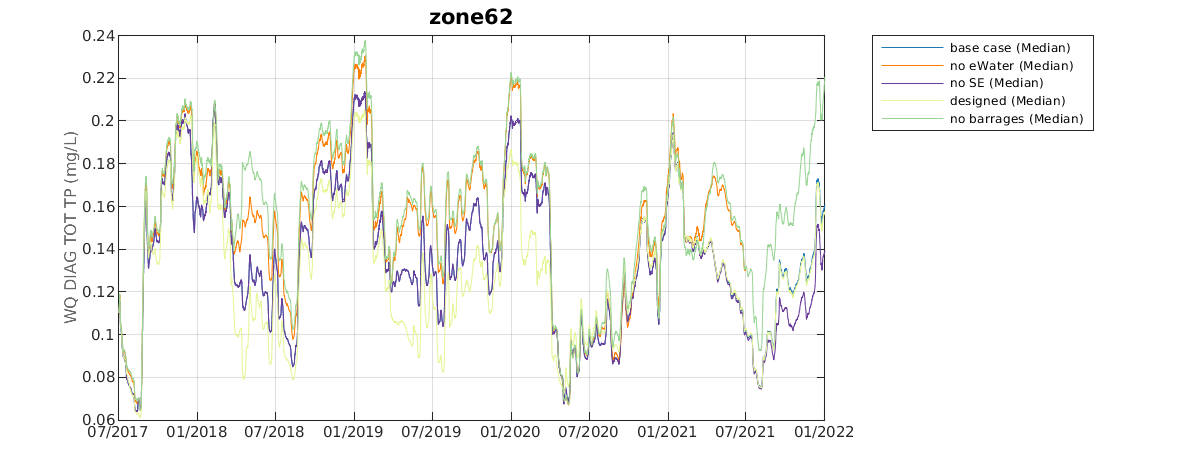 zone62
WQ DIAG TOT TP (mg/L)
0.24
0.22
0.2
0.18
0.16
0.14
0.12
0.1
0.08
0.06
07/2017
01/2018
07/2018
01/2019
07/2019
01/2020
07/2020
01/2021
07/2021
01/2022
base case (Median)
no eWater (Median)
no SE (Median)
designed (Median)
no barrages (Median)